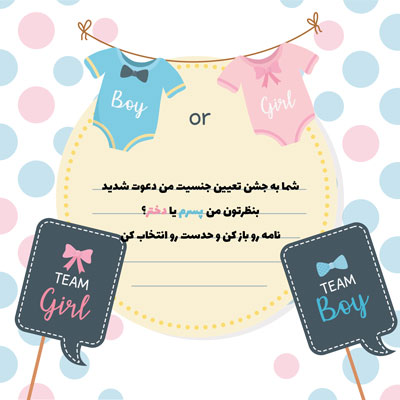 Boy
Girl
or
شما به جشن تعیین جنسیت من دعوت شدید
بنظرتون من پسرم یا دختر؟
نامه رو باز کن و حدست رو انتخاب کن
TEAM
Girl
TEAM
Boy